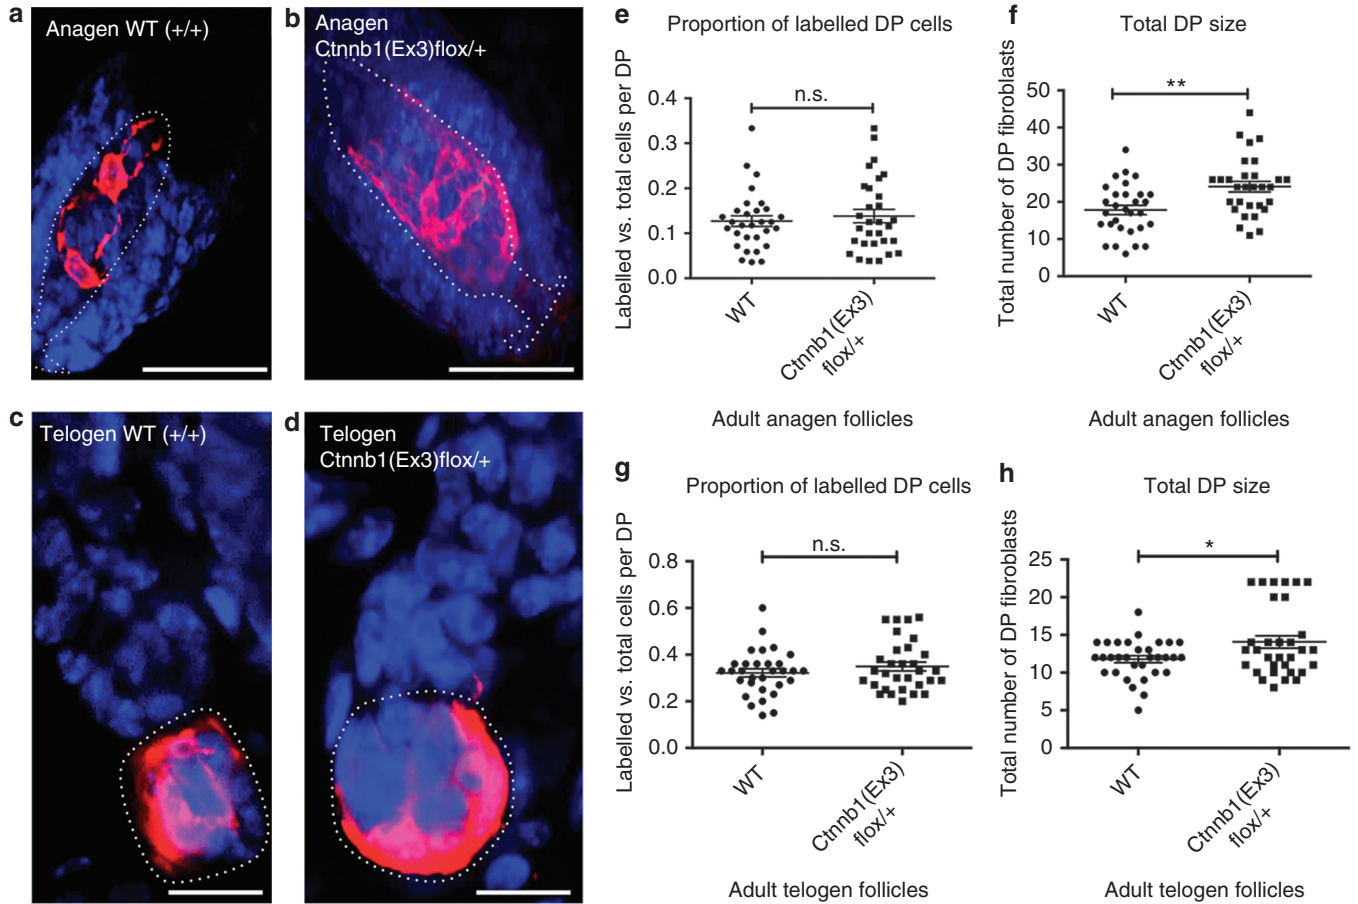 a
Anagen WT (+/+)
b
Anagen
Ctnnb1(Ex3)flox/+
c
Telogen WT (+/+)
d
Telogen
Ctnnb1(Ex3)flox/+
e
Proportion of labelled DP cells
Labelled vs. total cells per DP
0.4
0.3
0.2
0.1
0.0
n.s.
WT
Ctnnb1(Ex3)
flox/+
Adult anagen follicles
f
Total DP size
Total number of DP fibroblasts
50
40
30
20
10
0
**
WT
Ctnnb1(Ex3)
flox/+
Adult anagen follicles
g
Proportion of labelled DP cells
Labelled vs. total cells per DP
0.8
0.6
0.4
0.2
0.0
n.s.
WT
Ctnnb1(Ex3)
flox/+
Adult telogen follicles
h
Total DP size
Total number of DP fibroblasts
25
20
15
10
5
0
*
WT
Ctnnb1(Ex3)
flox/+
Adult telogen follicles